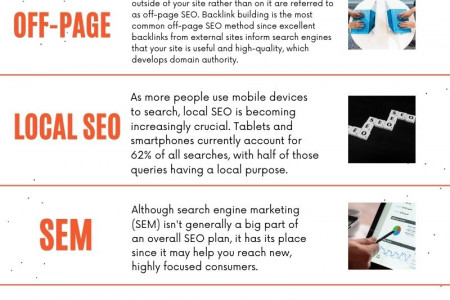 outside of your site rather than on it are referred to
as off-page SEO. Backlink building is the most
common off-page SEO method since excellent
backlinks from external sites inform search engines
that your site is useful and high-quality, which
develops domain authority.
OFF-PAGE
As more people use mobile devices
to search, local SEO is becoming
increasingly crucial. Tablets and
smartphones currently account for
62% of all searches, with half of those
queries having a local purpose.
LOCAL SEO
SEO
SEO
SEO
Although search engine marketing
(SEM) isn't generally a big part of
an overall SEO plan, it has its place
since it may help you reach new,
highly focused consumers.
SEM